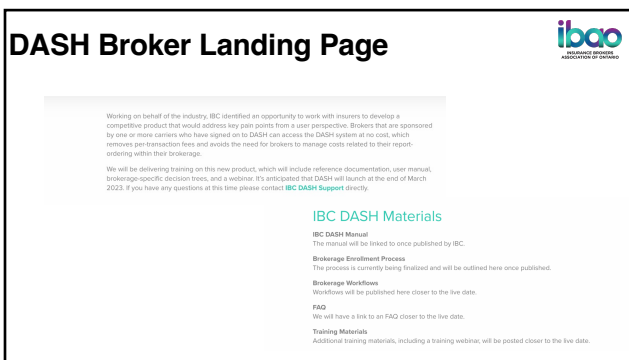 DASH Broker Landing Page
ibao
INSURANCE BROKERS
ASSOCIATION OF ONTARIO
Working on behalf of the industry, IBC identified an opportunity to work with insurers to develop a
competitive product that would address key pain points from a user perspective. Brokers that are sponsored
by one or more carriers who have signed on to DASH can access the DASH system at no cost, which
removes per-transaction fees and avoids the need for brokers to manage costs related to their report-
ordering within their brokerage.
We will be delivering training on this new product, which will include reference documentation, user manual,
brokerage-specific decision trees, and a webinar. It's anticipated that DASH will launch at the end of March
2023. If you have any questions at this time please contact IBC DASH Support directly.
IBC DASH Materials
IBC DASH Manual
The manual will be linked to once published by IBC.
Brokerage Enrollment Process
The process is currently being finalized and will be outlined here once published.
Brokerage Workflows
Workflows will be published here closer to the live date.
FAQ
We will have a link to an FAQ closer to the live date.
Training Materials
Additional training materials, including a training webinar, will be posted closer to the live date.